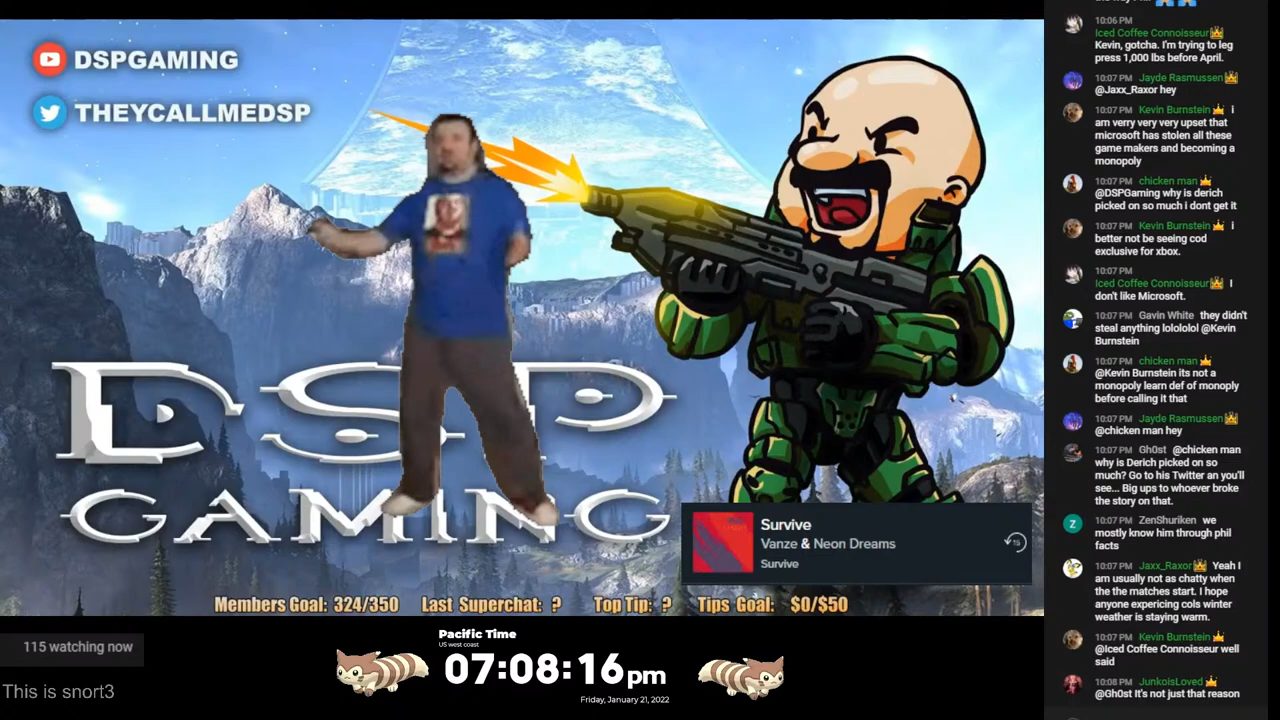 DSPGAMING
THEYCALLMEDSP
DSP
GAMING
Survive
Vanze & Neon Dreams
Survive
15
Members Goal: 324/350 Last Superchat: ? Top Tip: ? Tips Goal: $0/$50
115 watching now
This is snort3
Pacific Time
US west coast
07:08:16pm
Friday, January 21, 2022
10:06 PM
Iced Coffee Connoisseur
Kevin, gotcha. I'm trying to leg
press 1,000 lbs before April.
10:07 PM Jayde Rasmussen
@Jaxx_Raxor hey
10:07 PM Kevin Burnstein i
am verry very very upset that
microsoft has stolen all these
game makers and becoming a
monopoly
10:07 PM chicken man
@DSPGaming why is derich
picked on so much i dont get it
10:07 PM Kevin Burnstein i
better not be seeing cod
exclusive for xbox.
10:07 PM
Iced Coffee Connoisseur I
don't like Microsoft.
10:07 PM Gavin White they didn't
steal anything lolololol @Kevin
Burnstein
10:07 PM chicken man
@Kevin Burnstein its not a
monopoly learn def of monoply
before calling it that
10:07 PM Jayde Rasmussen
@chicken man hey
10:07 PM Gh0st @chicken man
why is Derich picked on so
much? Go to his Twitter an you'll
see... Big ups to whoever broke
the story on that.
Z
10:07 PM ZenShuriken we
mostly know him through phil
facts
10:07 PM Jaxx_Raxor Yeah I
am usually not as chatty when
the the matches start. I hope
anyone expericing cols winter
weather is staying warm.
10:07 PM Kevin Burnstein
@Iced Coffee Connoisseur well
said
10:08 PM JunkoisLoved
@Gh0st It's not just that reason